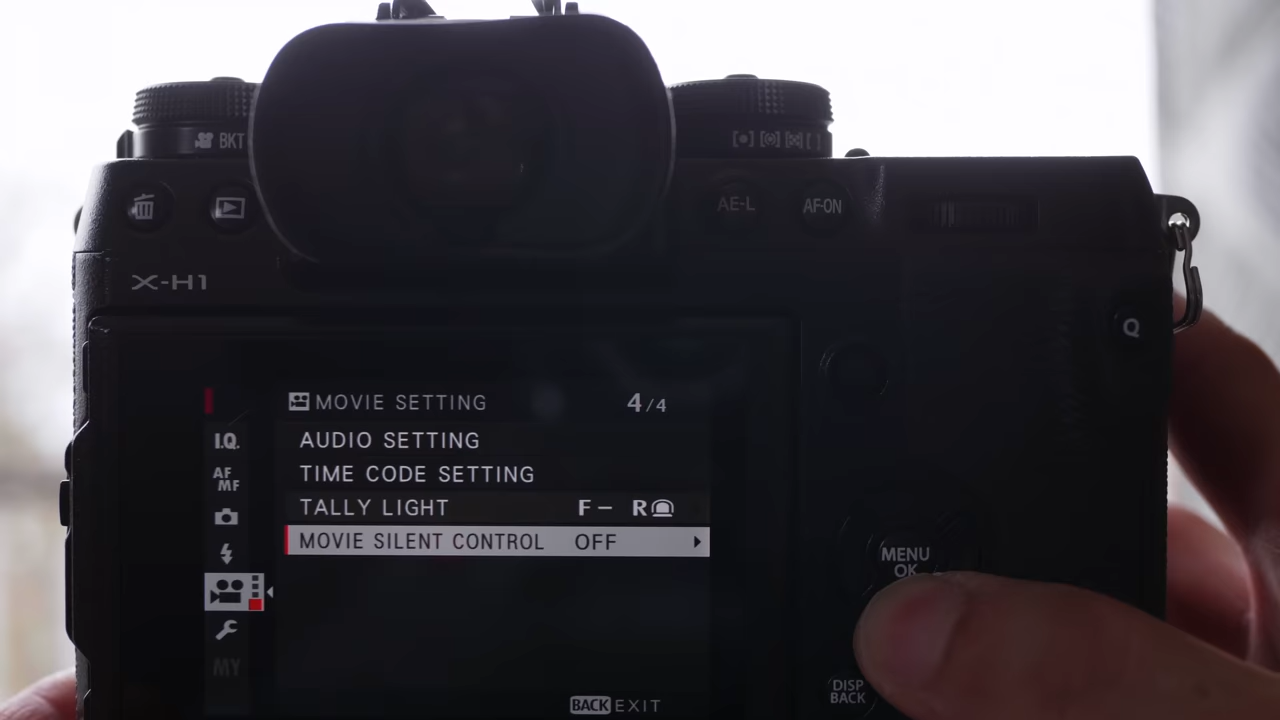 BKT
AE-L
AF-ON
X-H1
Q
MOVIE SETTING 4/4
I.Q. AUDIO SETTING
AF
MF
TIME CODE SETTING
TALLY LIGHT F− R
MOVIE SILENT CONTROL OFF
MY
BACK EXIT
MENU
OK
DISP
BACK